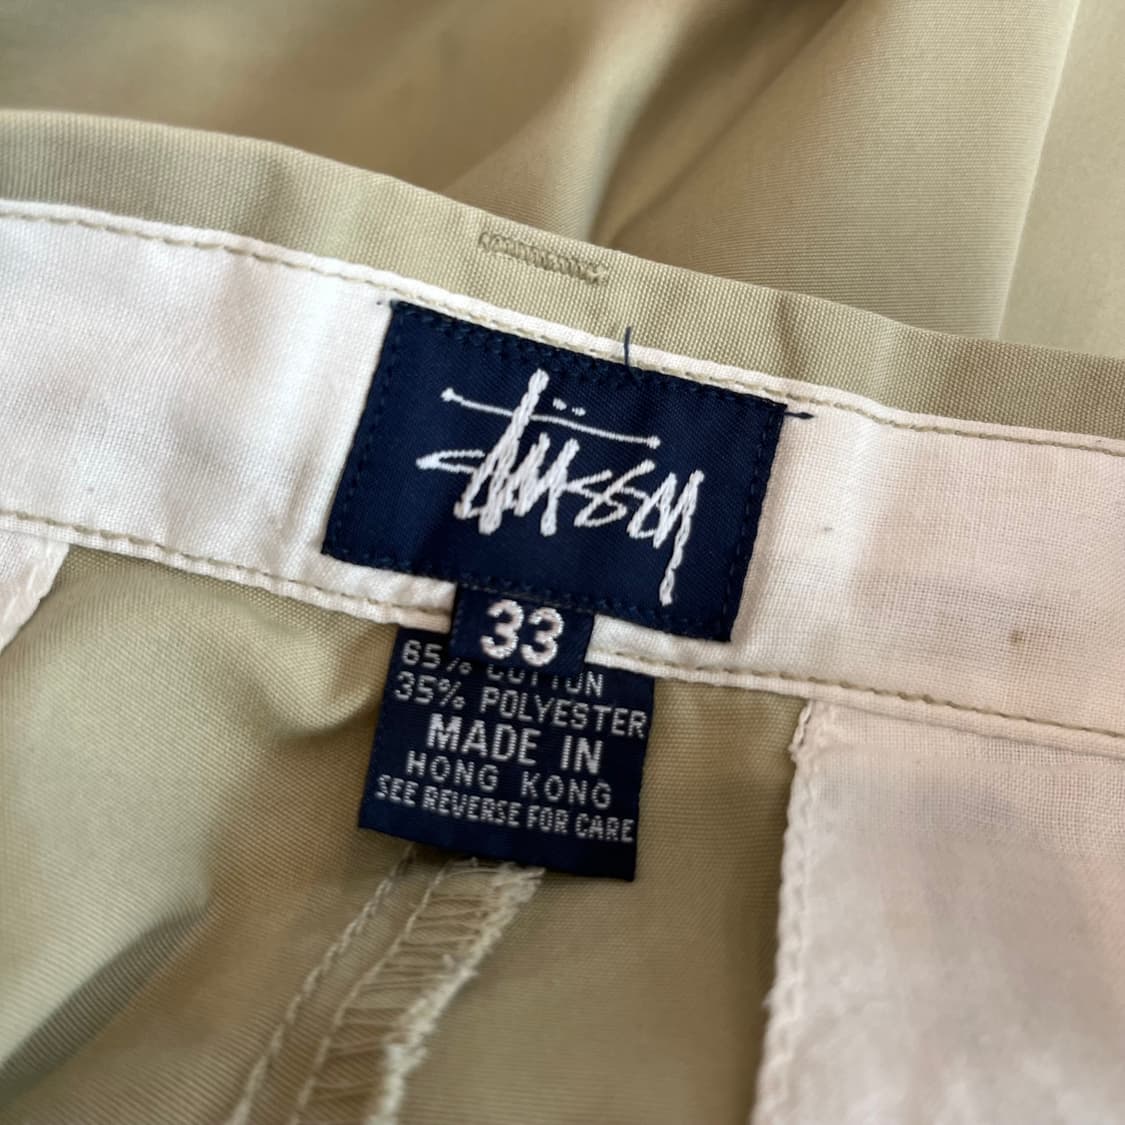 Stüssy
33
65% COTTON
35% POLYESTER
MADE IN
HONG KONG
SEE REVERSE FOR CARE